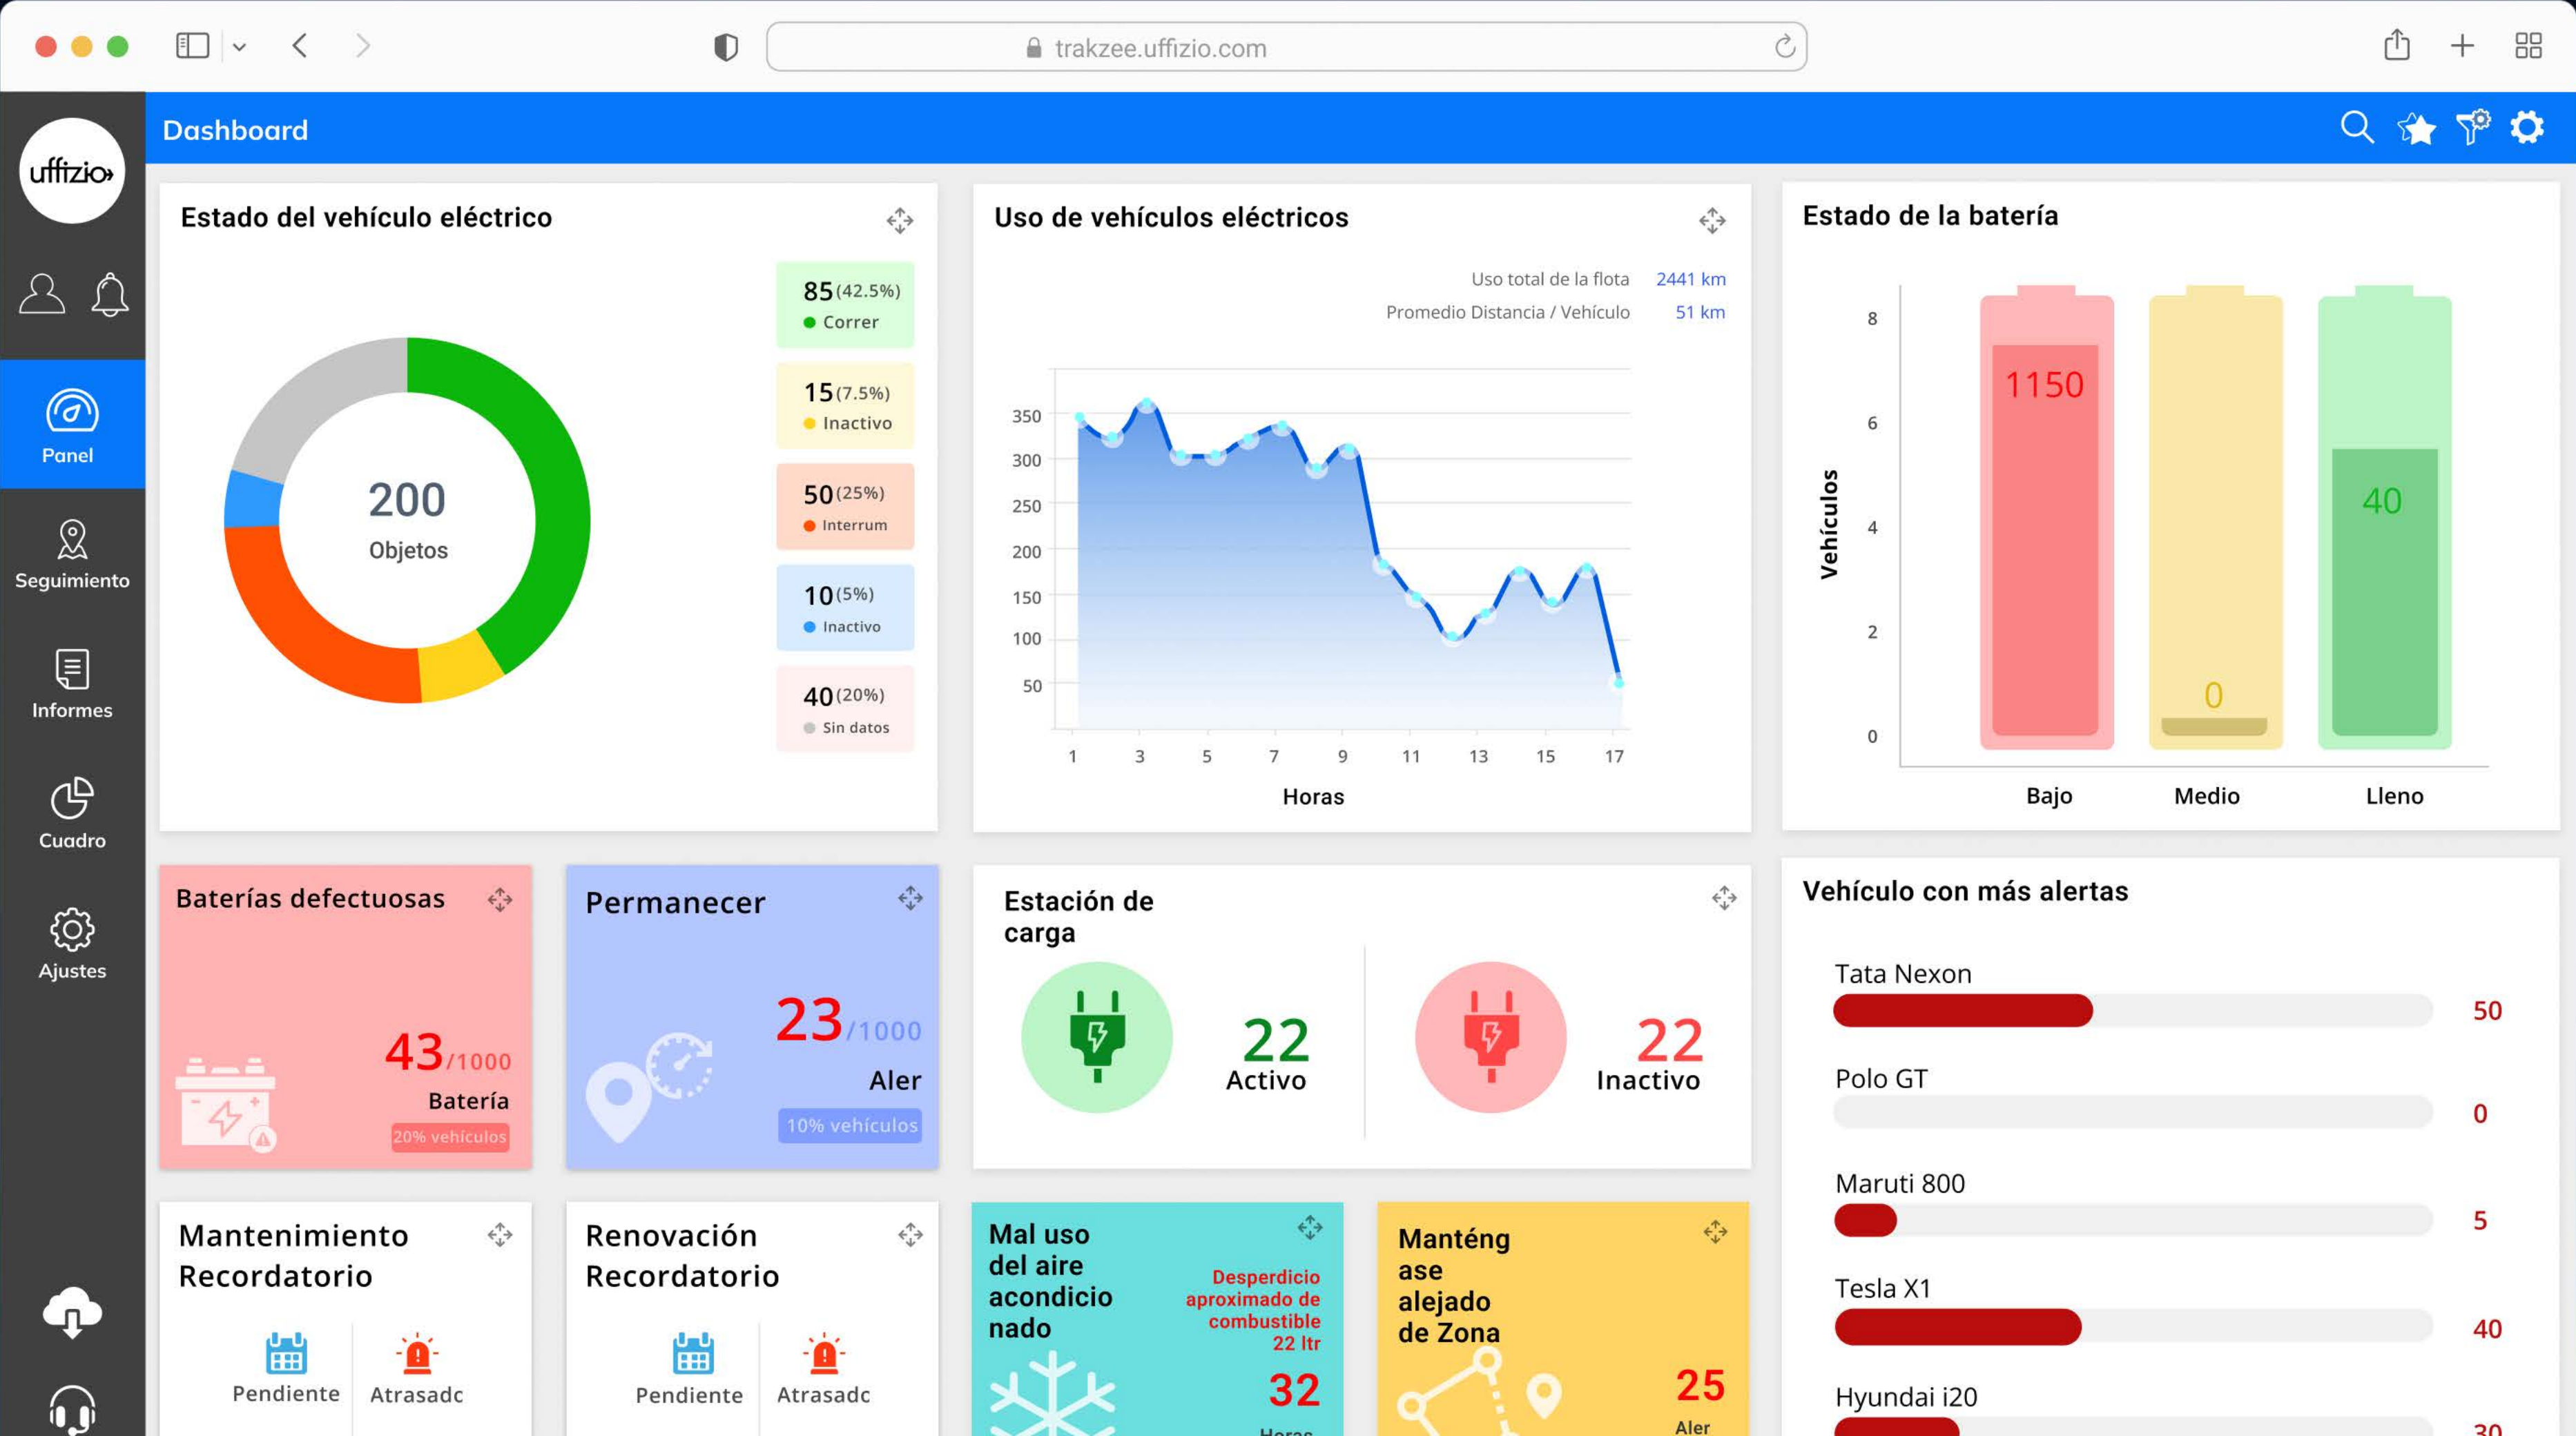 trakzee.uffizio.com
uffizio
Dashboard
Panel
Seguimiento
Informes
Cuadro
Ajustes
Estado del vehículo eléctrico
200
Objetos
85 (42.5%)
Correr
15 (7.5%)
Inactivo
50 (25%)
Interrum
10 (5%)
Inactivo
40 (20%)
Sin datos
Uso de vehículos eléctricos
Uso total de la flota 2441 km
Promedio Distancia / Vehículo 51 km
350
300
250
200
150
100
50
1 3 5 7 9 11 13 15 17
Horas
Estado de la batería
Vehículos
8
6
4
2
0
1150
0
40
Bajo Medio Lleno
Baterías defectuosas
43/1000
Batería
20% vehículos
Permanecer
23/1000
Aler
10% vehículos
Estación de
carga
22
Activo
22
Inactivo
Vehículo con más alertas
Tata Nexon
50
Polo GT
0
Maruti 800
5
Tesla X1
40
Hyundai i20
30
Mantenimiento
Recordatorio
Pendiente Atrasadc
Renovación
Recordatorio
Pendiente Atrasadc
Mal uso
del aire
acondicio
nado
Desperdicio
aproximado de
combustible
22 ltr
32
Horas
Manténg
ase
alejado
de Zona
25
Aler